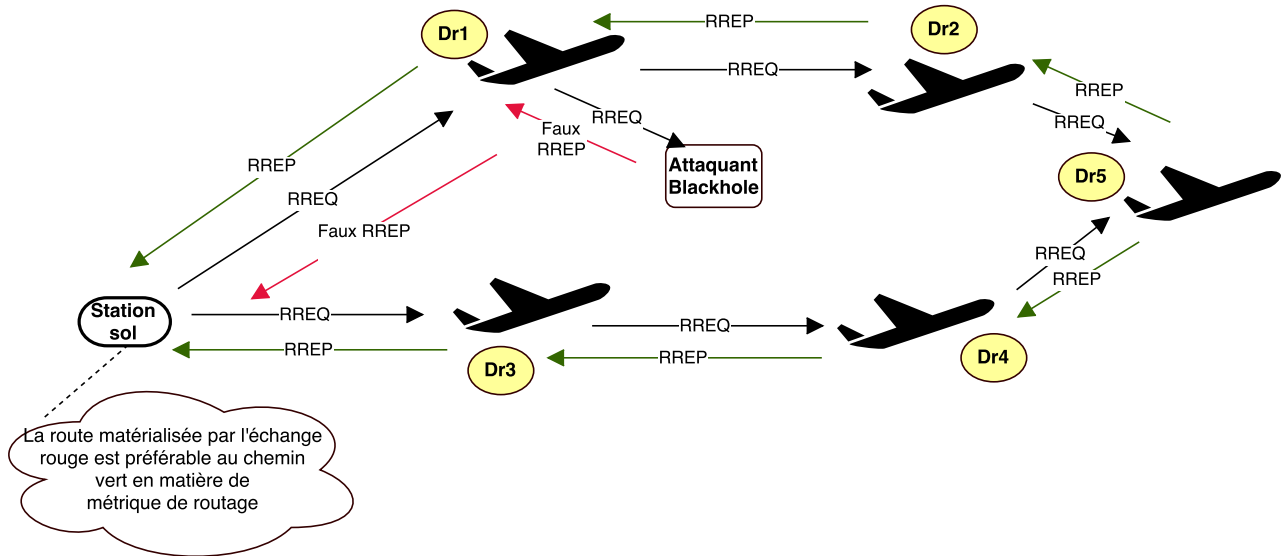 Dr1
RREP
Dr2
RREQ
RREP
RREQ
RREQ
Faux
RREP
Attaquant
Blackhole
RREP
Dr5
RREQ
Faux RREP
RREQ
RREP
Station
sol
RREQ
RREQ
RREP
RREP
Dr3
Dr4
La route matérialisée par l'échange
rouge est préférable au chemin
vert en matière de
métrique de routage